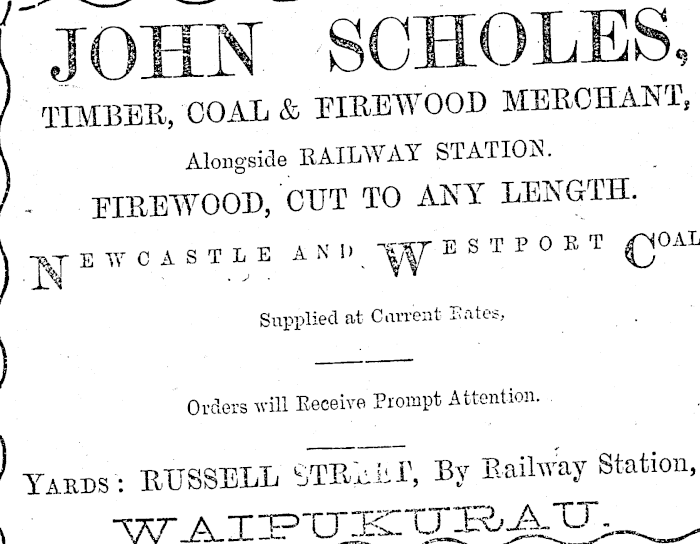 JOHN SCHOLES,
TIMBER, COAL & FIREWOOD MERCHANT,
Alongside RAILWAY STATION.
FIREWOOD, CUT TO ANY LENGTH.
NEWCASTLE AND WESTPORT COAL
Supplied at Current Rates,
Orders will Receive Prompt Attention.
YARDS: RUSSELL STREET, By Railway Station,
WAIPUKURAU.